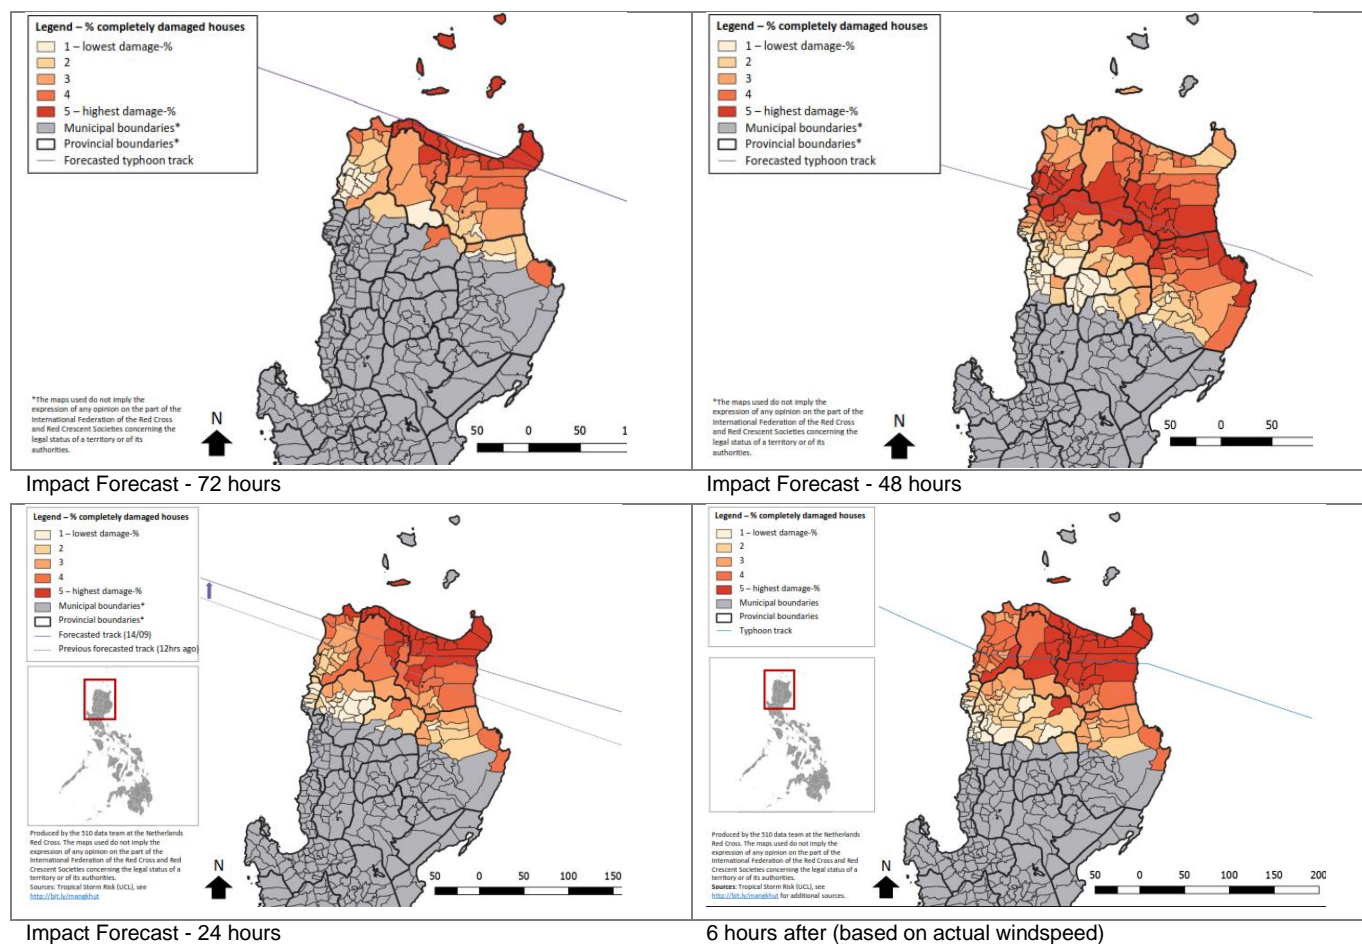 Legend – % completely damaged houses
1 – lowest damage-%
2
3
4
5 – highest damage-%
Municipal boundaries*
Provincial boundaries*
Forecasted typhoon track
*The maps used do not imply the
expression of any opinion on the part of the
International Federation of the Red Cross
and Red Crescent Societies concerning the
legal status of a territory or of its
authorities.
N
50 0 50 1
Impact Forecast - 72 hours
Legend – % completely damaged houses
1 – lowest damage-%
2
3
4
5 – highest damage-%
Municipal boundaries*
Provincial boundaries*
Forecasted typhoon track
*The maps used do not imply the
expression of any opinion on the part of the
International Federation of the Red Cross
and Red Crescent Societies concerning the
legal status of a territory or of its
authorities.
N
50 0 50
Impact Forecast - 48 hours
Legend – % completely damaged houses
1 – lowest damage-%
2
3
4
5 – highest damage-%
Municipal boundaries*
Provincial boundaries*
Forecasted track (14/09)
Previous forecasted track (12hrs ago)
Produced by the 510 data team at the Netherlands
Red Cross. The maps used do not imply the
expression of any opinion on the part of the
International Federation of the Red Cross and Red
Crescent Societies concerning the legal status of a
territory or of its authorities.
Sources: Tropical Storm Risk (UCL), see
http://bit.ly/mangkhut
N
50 0 50 100 150
Impact Forecast - 24 hours
Legend – % completely damaged houses
1 – lowest damage-%
2
3
4
5 – highest damage-%
Municipal boundaries
Provincial boundaries
Typhoon track
Produced by the 510 data team at the Netherlands
Red Cross. The maps used do not imply the
expression of any opinion on the part of the
International Federation of the Red Cross and Red
Crescent Societies concerning the legal status of a
territory or of its authorities.
Sources: Tropical Storm Risk (UCL), see
http://bit.ly/mangkhut for additional sources.
N
50 0 50 100 150 200
6 hours after (based on actual windspeed)